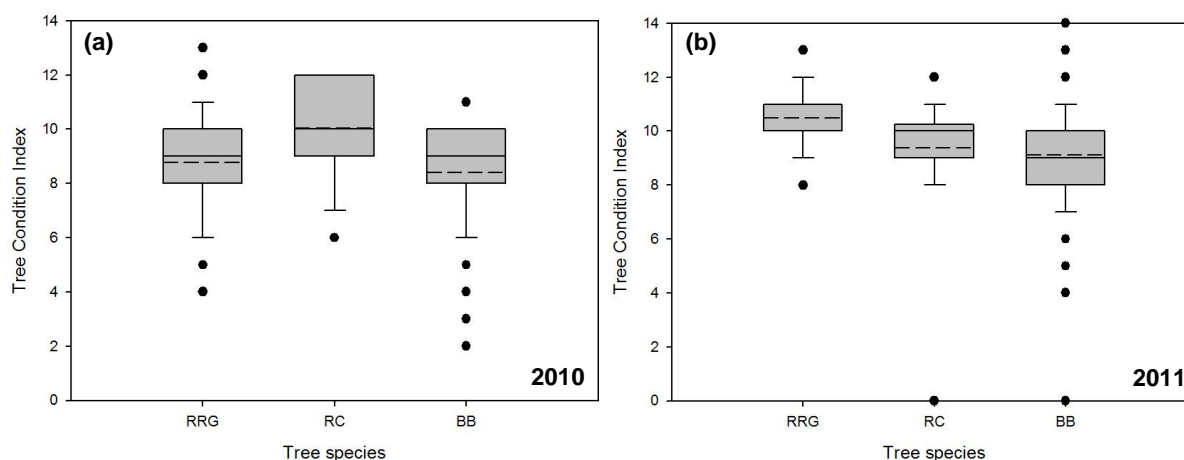 (a)
14
12
10
8
6
4
2
0
Tree Condition Index
RRG
RC
BB
Tree species
2010
(b)
14
12
10
8
6
4
2
0
Tree Condition Index
RRG
RC
BB
Tree species
2011